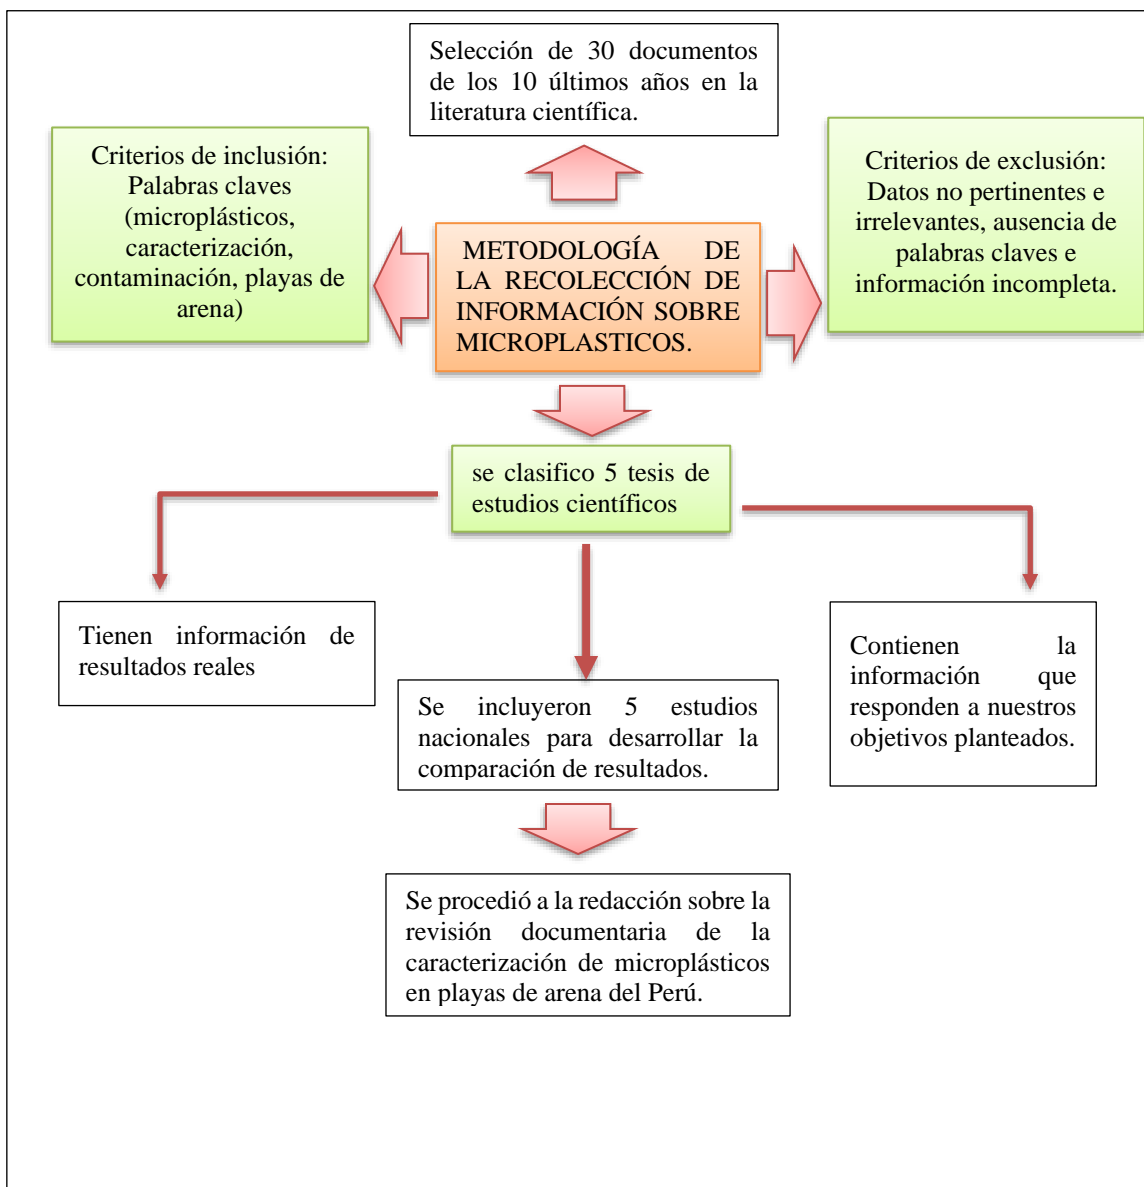 Selección de 30 documentos
de los 10 últimos años en la
literatura científica.
Criterios de inclusión:
Palabras claves
(microplásticos,
caracterización,
contaminación, playas de
arena)
Criterios de exclusión:
Datos no pertinentes e
irrelevantes, ausencia de
palabras claves e
información incompleta.
METODOLOGÍA DE
LA RECOLECCIÓN DE
INFORMACIÓN SOBRE
MICROPLASTICOS.
se clasifico 5 tesis de
estudios científicos
Tienen información de
resultados reales
Se incluyeron 5 estudios
nacionales para desarrollar la
comparación de resultados.
Contienen la
información que
responden a nuestros
objetivos planteados.
Se procedió a la redacción sobre la
revisión documentaria de la
caracterización de microplásticos
en playas de arena del Perú.